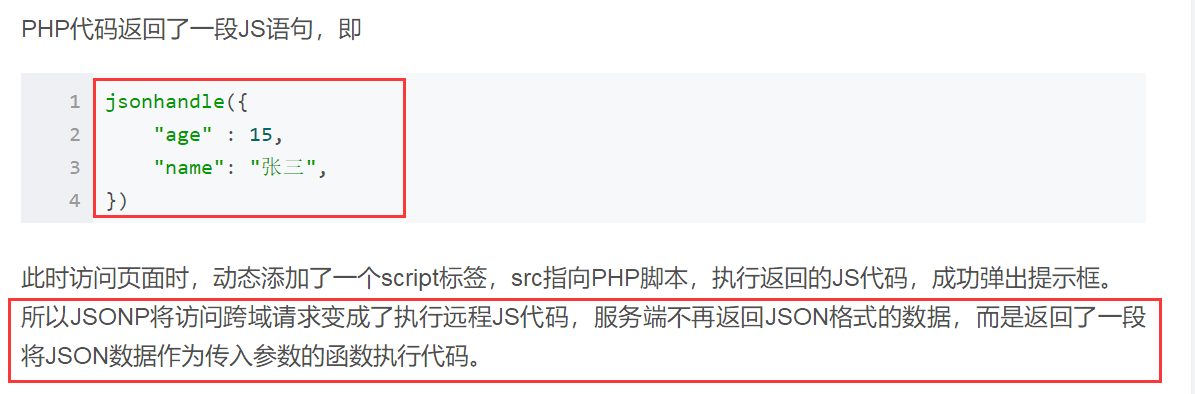 PHP代码返回了一段JS语句，即
1 jsonhandle({
2     "age" : 15,
3     "name": "张三",
4 })
此时访问页面时，动态添加了一个script标签，src指向PHP脚本，执行返回的JS代码，成功弹出提示框。
所以JSONP将访问跨域请求变成了执行远程JS代码，服务端不再返回JSON格式的数据，而是返回了一段
将JSON数据作为传入参数的函数执行代码。